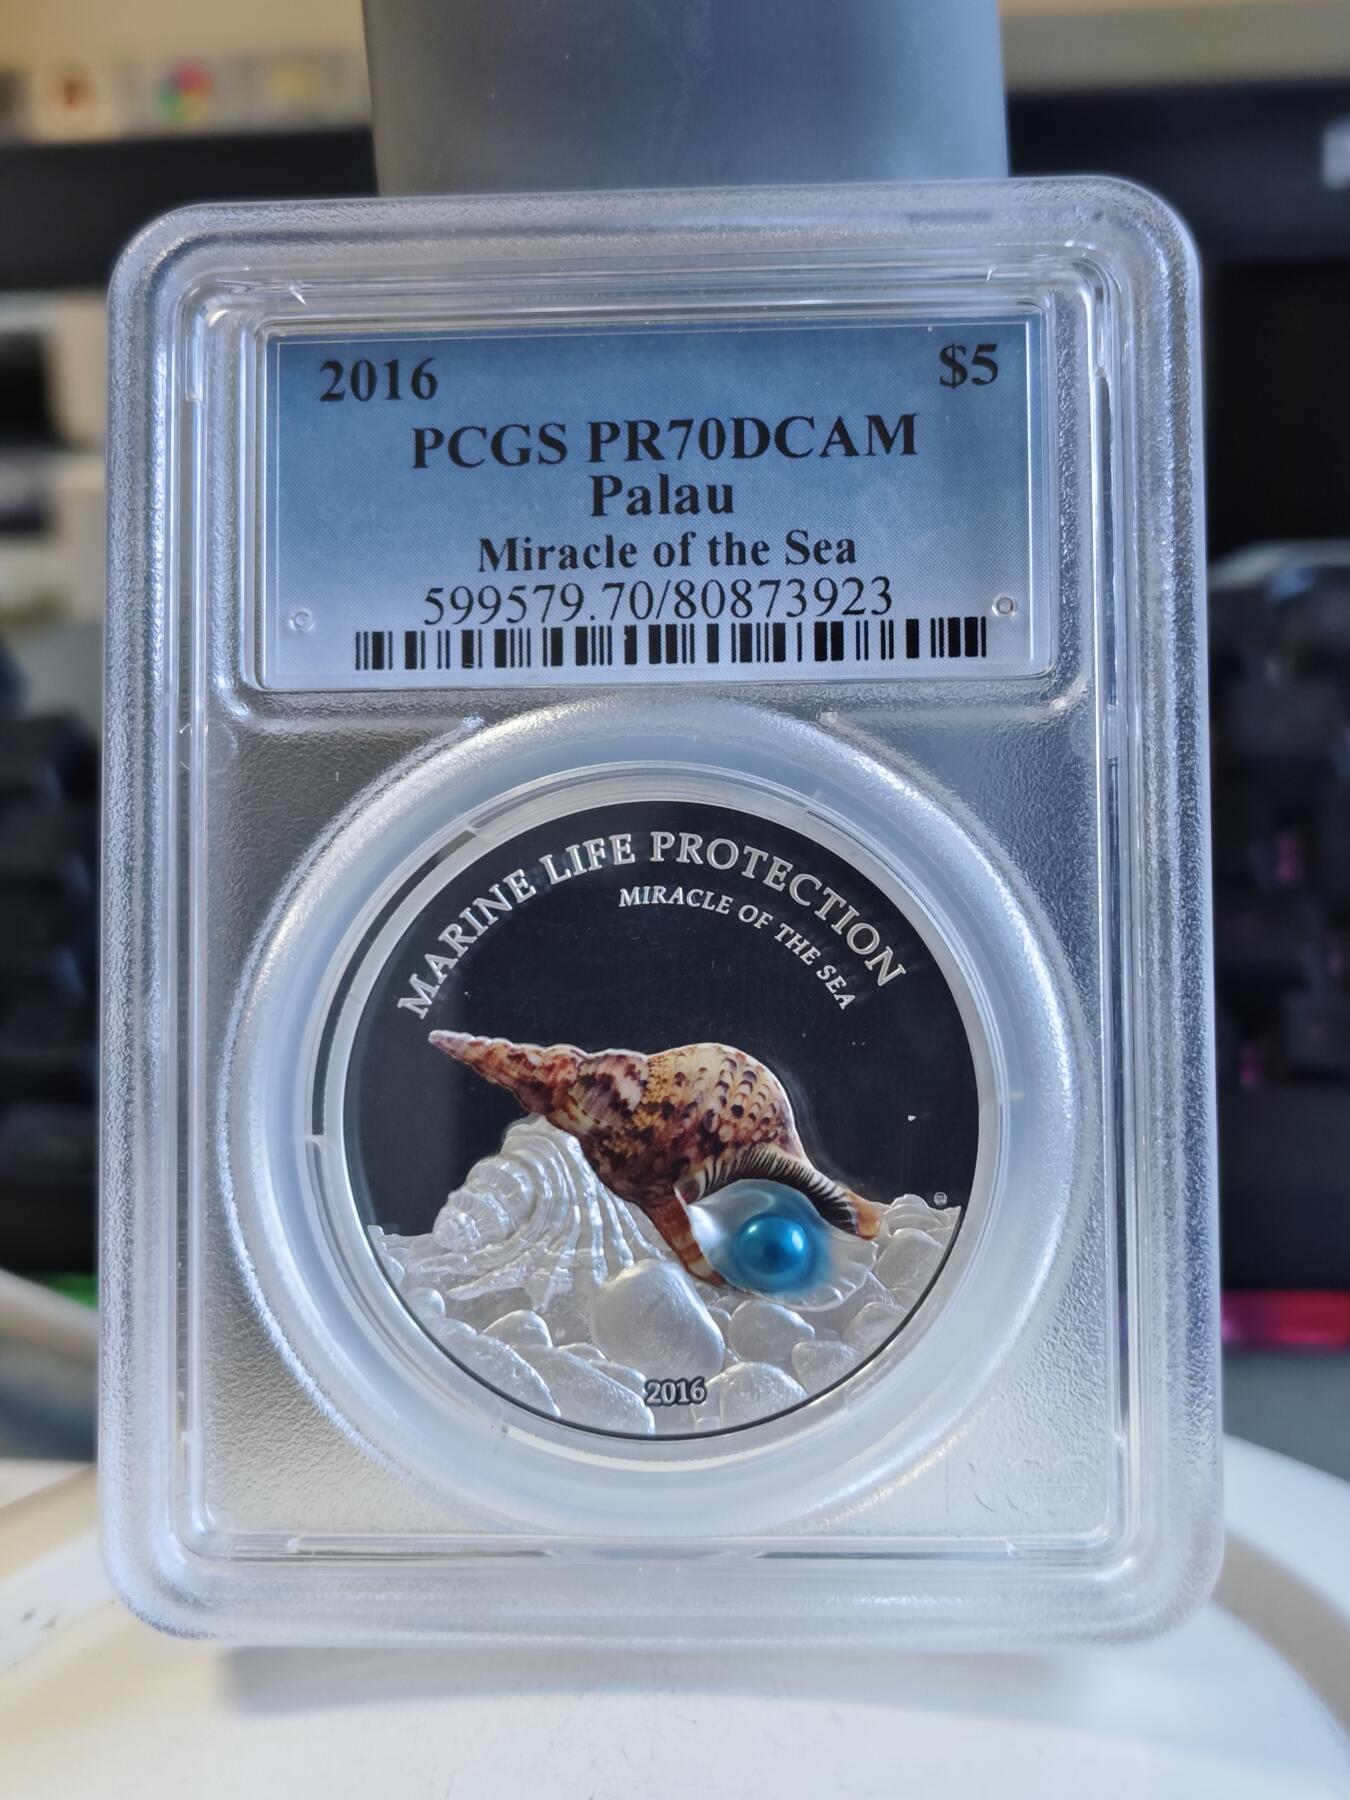 2016 $5
PCGS PR70DCAM
Palau
Miracle of the Sea
599579.70/80873923
MARINE LIFE PROTECTION
MIRACLE OF THE SEA
2016
PCGS